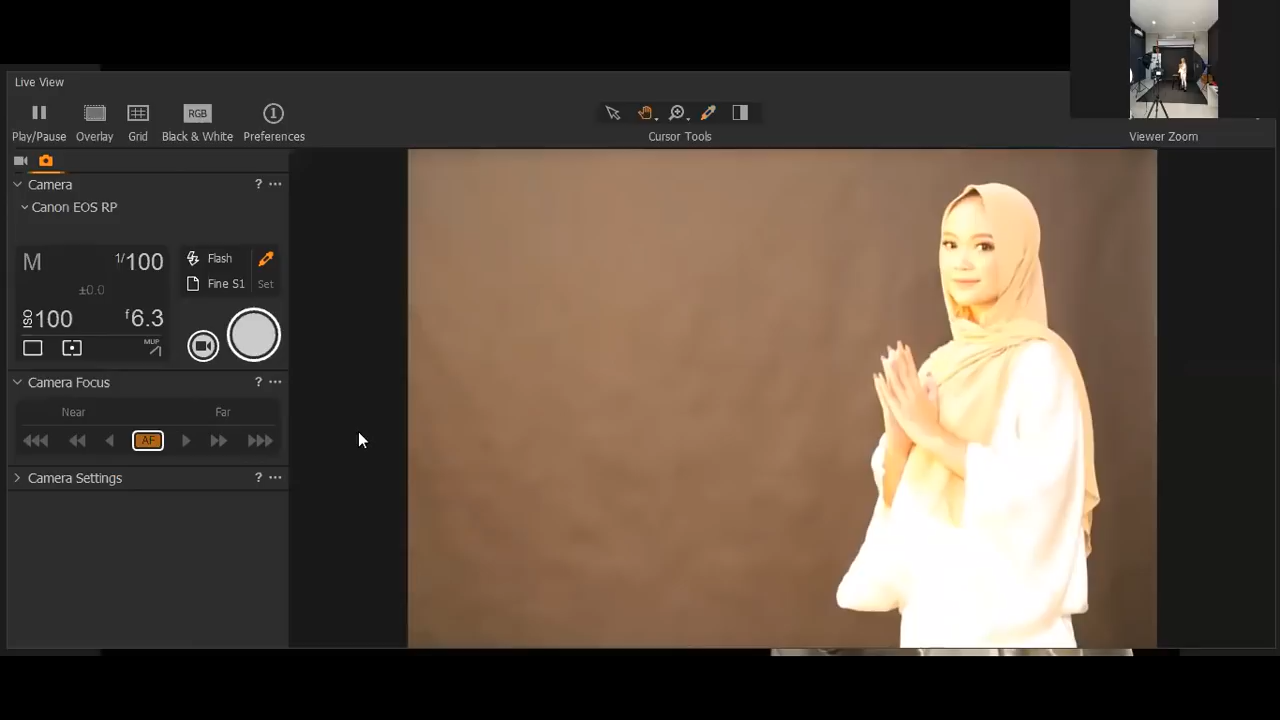 Live View
Play/Pause
Overlay
Grid
RGB
Black & White
Preferences
Cursor Tools
Viewer Zoom
Camera
?
Canon EOS RP
M
1/100
±0.0
ISO 100
f6.3
MUP
Flash
Fine S1
Set
Camera Focus
?
Near
Far
AF
Camera Settings
?